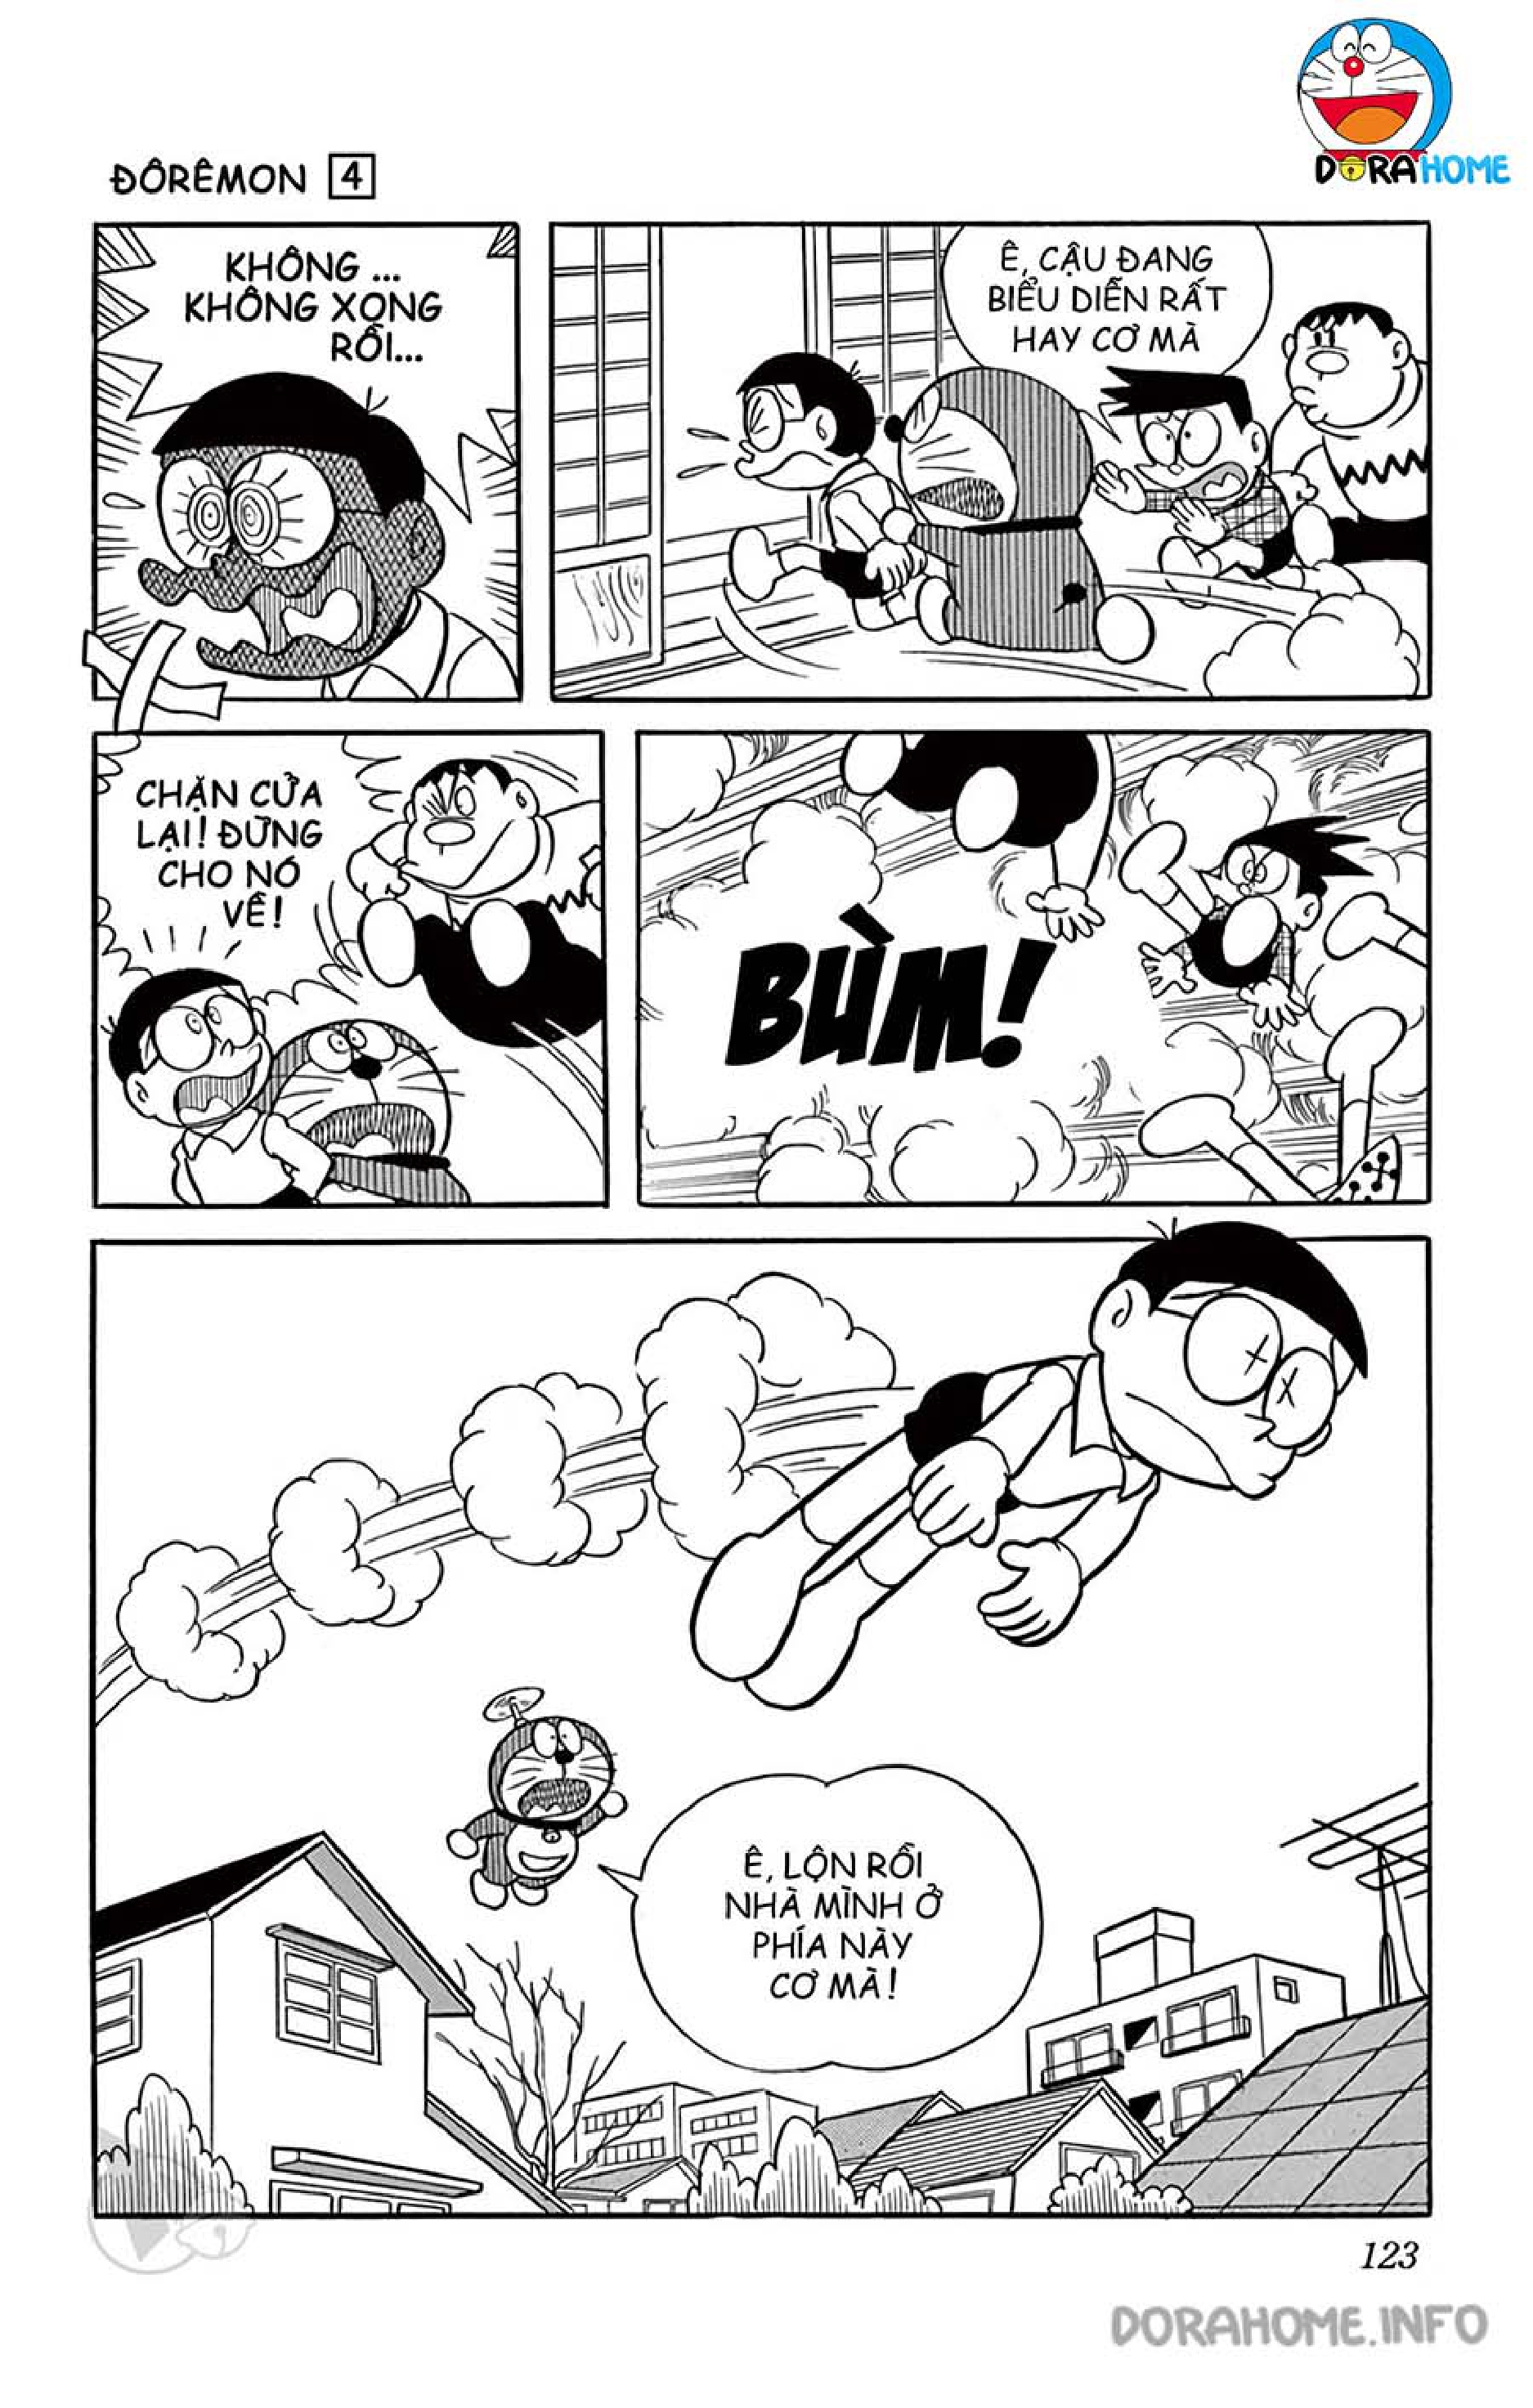 DORAHOME
ĐÔRÊMON 4
KHÔNG ...
KHÔNG XONG
RỒI...
Ê, CẬU ĐANG
BIỂU DIỄN RẤT
HAY CƠ MÀ
CHẶN CỬA
LẠI! ĐỪNG
CHO NÓ
VỀ!
BÙM!
Ê, LỘN RỒI
NHÀ MÌNH Ở
PHÍA NÀY
CƠ MÀ!
123
DORAHOME.INFO